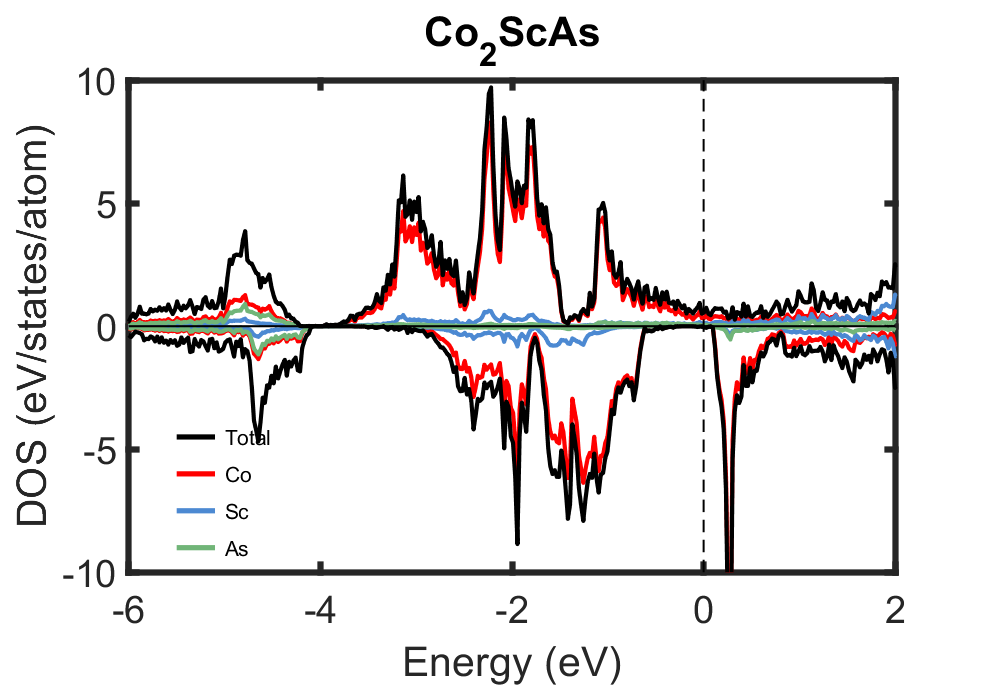 Co2ScAs
DOS (eV/states/atom)
10
5
0
-5
-10
Total
Co
Sc
As
-6 -4 -2 0 2
Energy (eV)